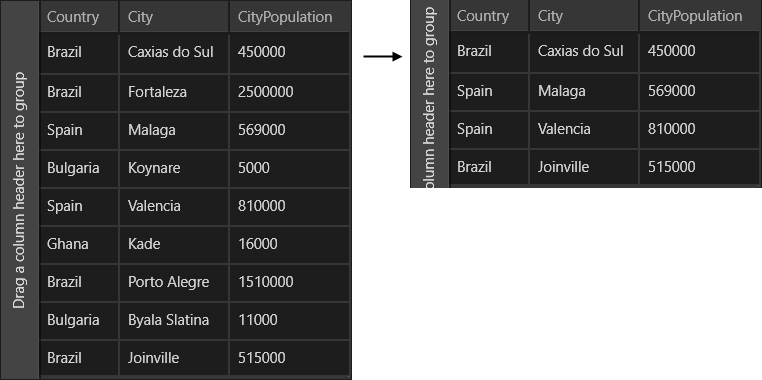 Drag a column header here to group
Country City CityPopulation
Brazil Caxias do Sul 450000
Brazil Fortaleza 2500000
Spain Malaga 569000
Bulgaria Koynare 5000
Spain Valencia 810000
Ghana Kade 16000
Brazil Porto Alegre 1510000
Bulgaria Byala Slatina 11000
Brazil Joinville 515000
olumn header here to group
Country City CityPopulation
Brazil Caxias do Sul 450000
Spain Malaga 569000
Spain Valencia 810000
Brazil Joinville 515000